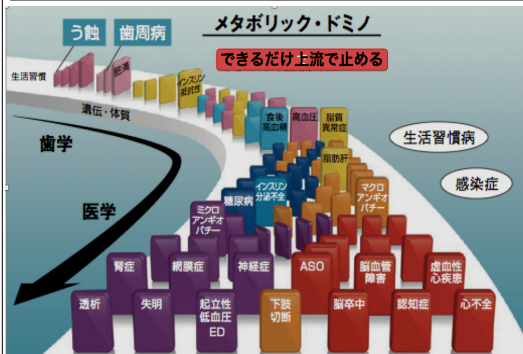 メタボリック・ドミノ
できるだけ上流で止める
う蝕
歯周病
生活習慣
肥満
インスリン
抵抗性
遺伝・体質
食後
高血糖
高血圧
脂質
異常症
生活習慣病
歯学
脂肪肝
感染症
医学
糖尿病
インスリン
分泌不全
マクロ
アンギオ
パチー
ミクロ
アンギオ
パチー
腎症
網膜症
神経症
ASO
脳血管
障害
虚血性
心疾患
透析
失明
起立性
低血圧
ED
下肢
切断
脳卒中
認知症
心不全